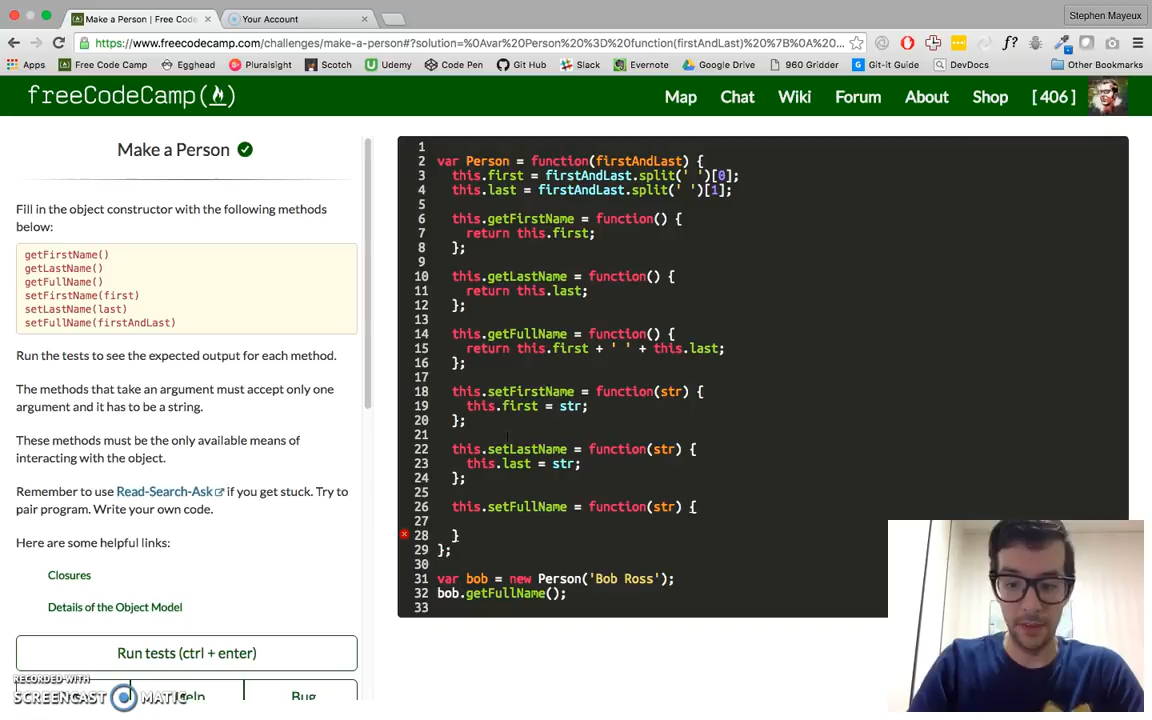 Make a Person | Free Code
Your Account
Stephen Mayeux
https://www.freecodecamp.com/challenges/make-a-person#?solution=%0Avar%20Person%20%3D%20function(firstAndLast)%20%7B%0A%20...
Apps Free Code Camp Egghead Pluralsight Scotch Udemy Code Pen Git Hub Slack Evernote Google Drive 960 Gridder Git-it Guide DevDocs Other Bookmarks
freeCodeCamp
Map Chat Wiki Forum About Shop [ 406 ]
Make a Person
Fill in the object constructor with the following methods
below:
getFirstName()
getLastName()
getFullName()
setFirstName(first)
setLastName(last)
setFullName(firstAndLast)
Run the tests to see the expected output for each method.
The methods that take an argument must accept only one
argument and it has to be a string.
These methods must be the only available means of
interacting with the object.
Remember to use Read-Search-Ask if you get stuck. Try to
pair program. Write your own code.
Here are some helpful links:
Closures
Details of the Object Model
Run tests (ctrl + enter)
Help Bug
RECORDED WITH
SCREENCAST MATIC
1
2 var Person = function(firstAndLast) {
3 this.first = firstAndLast.split(' ')[0];
4 this.last = firstAndLast.split(' ')[1];
5
6 this.getFirstName = function() {
7 return this.first;
8 };
9
10 this.getLastName = function() {
11 return this.last;
12 };
13
14 this.getFullName = function() {
15 return this.first + ' ' + this.last;
16 };
17
18 this.setFirstName = function(str) {
19 this.first = str;
20 };
21
22 this.setLastName = function(str) {
23 this.last = str;
24 };
25
26 this.setFullName = function(str) {
27
28 }
29 };
30
31 var bob = new Person('Bob Ross');
32 bob.getFullName();
33